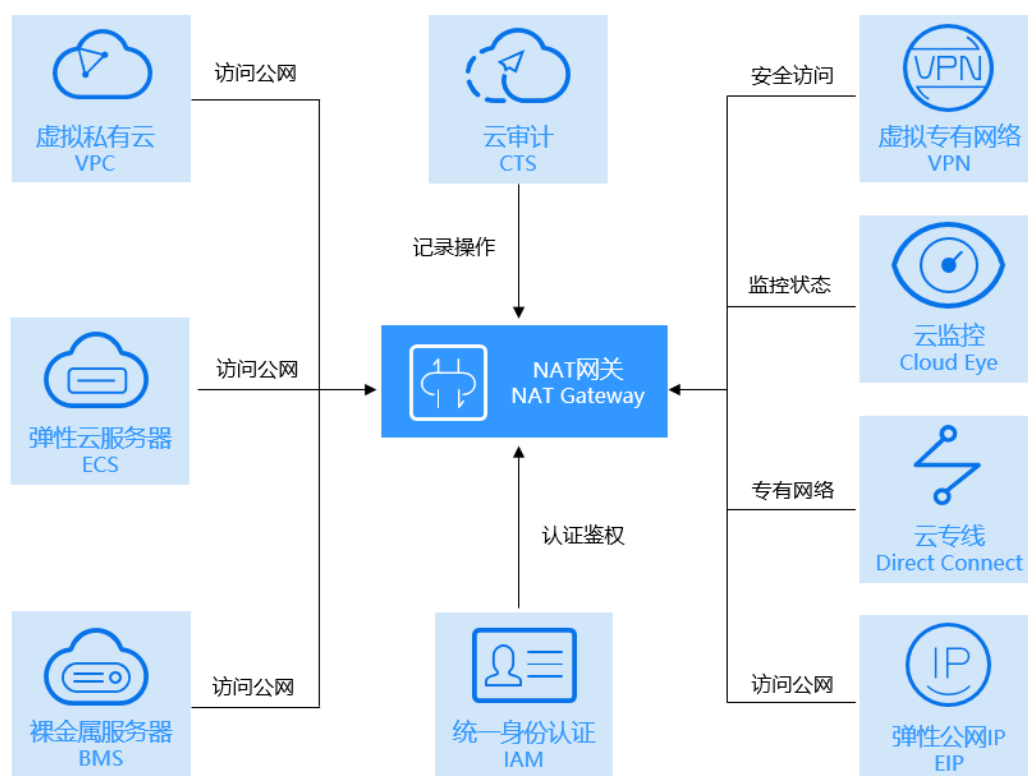 访问公网
虚拟私有云
VPC
云审计
CTS
安全访问
VPN
虚拟专有网络
VPN
记录操作
监控状态
云监控
Cloud Eye
访问公网
弹性云服务器
ECS
NAT网关
NAT Gateway
专有网络
云专线
Direct Connect
认证鉴权
访问公网
裸金属服务器
BMS
统一身份认证
IAM
访问公网
IP
弹性公网IP
EIP